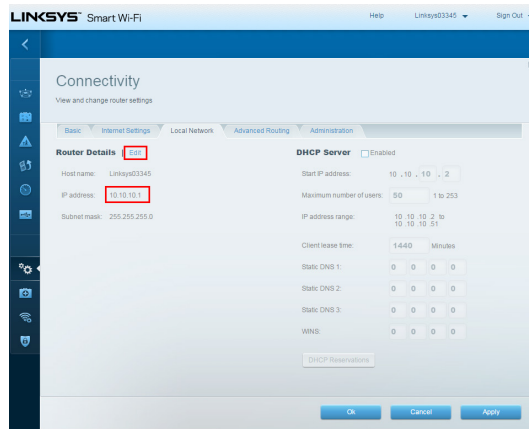 LINKSYS™ Smart Wi-Fi
Help Linksys03345 Sign Out
Connectivity
View and change router settings
Basic Internet Settings Local Network Advanced Routing Administration
Router Details | Edit
DHCP Server Enabled
Host name: Linksys03345
Start IP address: 10 . 10 . 10 . 2
IP address: 10.10.10.1
Maximum number of users: 50 1 to 253
Subnet mask: 255.255.255.0
IP address range: 10 .10 .10 .2 to
10 .10 .10 .51
Client lease time: 1440 Minutes
Static DNS 1: 0 0 0 0
Static DNS 2: 0 0 0 0
Static DNS 3: 0 0 0 0
WINS: 0 0 0 0
DHCP Reservations
Ok Cancel Apply